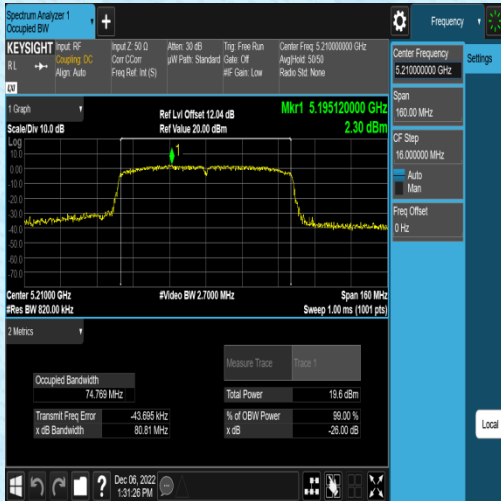 Spectrum Analyzer 1
Occupied BW
+
Frequency
KEYSIGHT
RL
LXI
Input: RF
Coupling: DC
Align: Auto
Input Z: 50 Ω
Corr CCorr
Freq Ref: Int (S)
Atten: 30 dB
µW Path: Standard
Trig: Free Run
Gate: Off
#IF Gain: Low
Center Freq: 5.210000000 GHz
Avg|Hold: 50/50
Radio Std: None
Center Frequency
5.210000000 GHz
Settings
Span
160.00 MHz
CF Step
16.000000 MHz
Auto
Man
Freq Offset
0 Hz
Local
1 Graph
Scale/Div 10.0 dB
Ref Lvl Offset 12.04 dB
Ref Value 20.00 dBm
Mkr1 5.195120000 GHz
2.30 dBm
Log
10.0
0.00
-10.0
-20.0
-30.0
-40.0
-50.0
-60.0
-70.0
1
Center 5.21000 GHz
#Res BW 820.00 kHz
#Video BW 2.7000 MHz
Span 160 MHz
Sweep 1.00 ms (1001 pts)
2 Metrics
Measure Trace
Trace 1
Occupied Bandwidth
74.769 MHz
Total Power
19.6 dBm
Transmit Freq Error
-43.695 kHz
% of OBW Power
99.00 %
x dB Bandwidth
80.81 MHz
x dB
-26.00 dB
?
Dec 06, 2022
1:31:26 PM